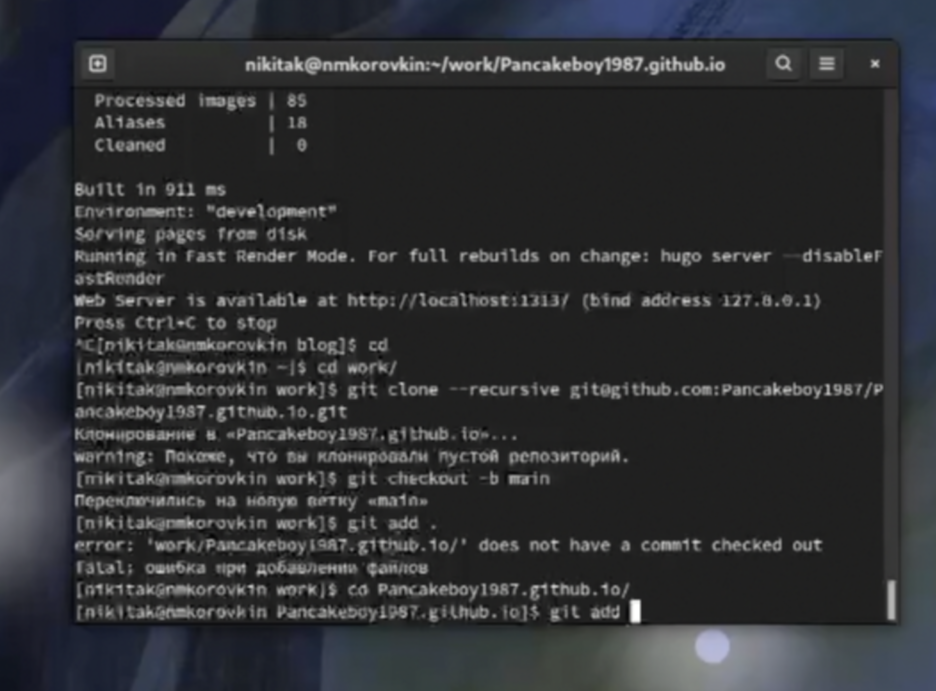 nikitak@nmkorovkin:~/work/Pancakeboy1987.github.io
Processed images | 85
Aliases | 18
Cleaned | 0
Built in 911 ms
Environment: "development"
Serving pages from disk
Running in Fast Render Mode. For full rebuilds on change: hugo server --disableF
astRender
Web Server is available at http://localhost:1313/ (bind address 127.0.0.1)
Press Ctrl+C to stop
^C[nikitak@nmkorovkin blog]$ cd
[nikitak@nmkorovkin ~]$ cd work/
[nikitak@nmkorovkin work]$ git clone --recursive git@github.com:Pancakeboy1987/P
ancakeboy1987.github.io.git
Клонирование в «Pancakeboy1987.github.io»...
warning: Похоже, что вы клонировали пустой репозиторий.
[nikitak@nmkorovkin work]$ git checkout -b main
Переключились на новую ветку «main»
[nikitak@nmkorovkin work]$ git add .
error: 'work/Pancakeboy1987.github.io/' does not have a commit checked out
fatal: ошибка при добавлении файлов
[nikitak@nmkorovkin work]$ cd Pancakeboy1987.github.io/
[nikitak@nmkorovkin Pancakeboy1987.github.io]$ git add